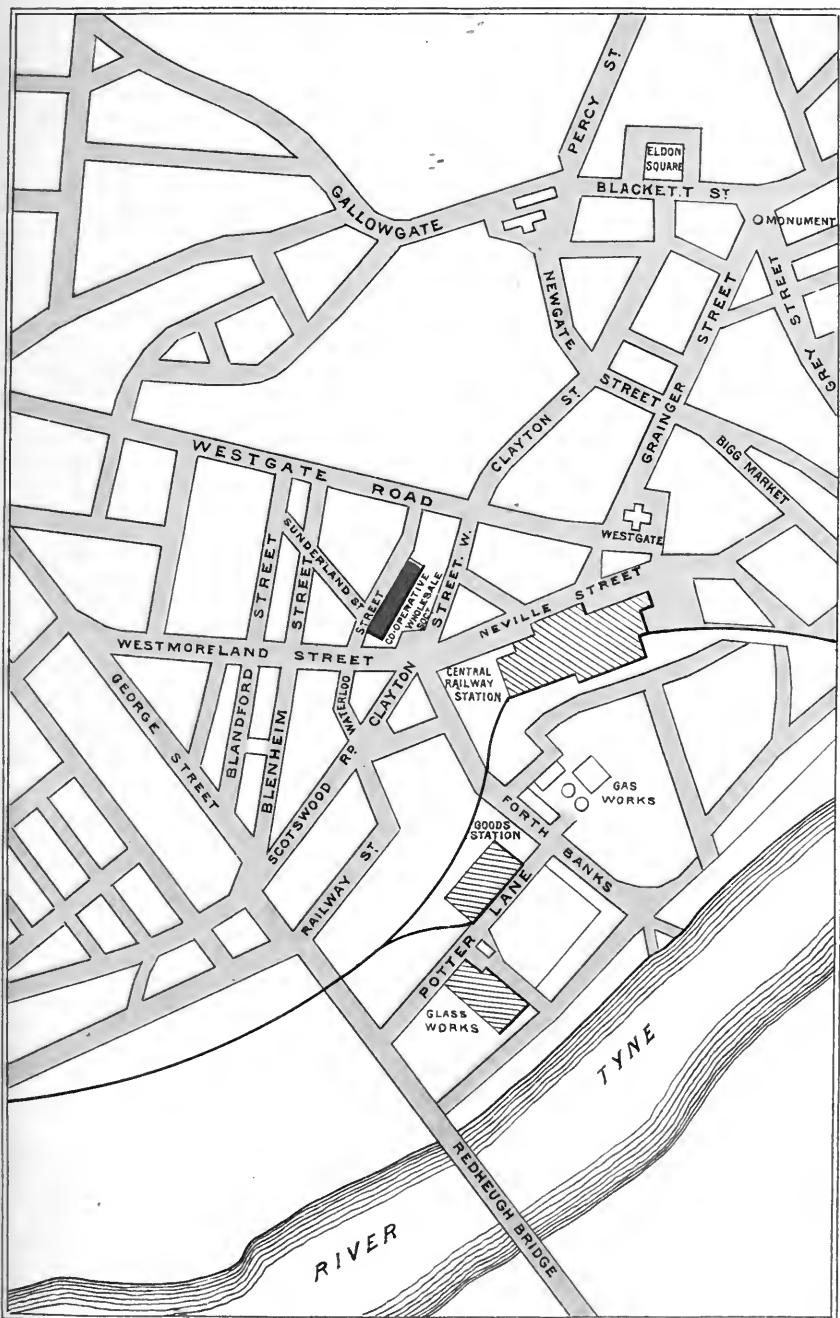 PERCY ST.
ELDON
SQUARE
BLACKETT ST.
MONUMENT
GALLOWGATE
NEWGATE
STREET
GREY STREET
GRAINGER STREET
CLAYTON ST.
BIGG MARKET
WESTGATE ROAD
WESTGATE
SUNDERLAND ST.
STREET
STREET
STREET
CO-OPERATIVE
WHOLESALE
SOCY.
STREET. W.
NEVILLE STREET
WESTMORELAND STREET
CENTRAL
RAILWAY
STATION
GEORGE STREET
BLANDFORD
BLENHEIM
WATERLOO
CLAYTON
SCOTSWOOD RD.
GAS
WORKS
FORTH BANKS
GOODS
STATION
RAILWAY ST.
POTTER LANE
GLASS
WORKS
RIVER TYNE
REDHEUGH BRIDGE